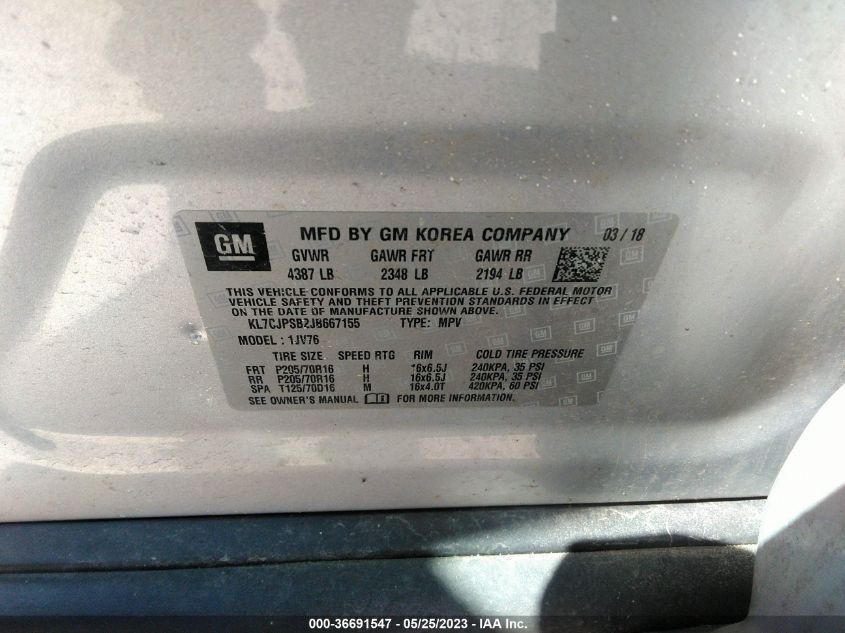 GM MFD BY GM KOREA COMPANY 03 / 18
GVWR GAWR FRT GAWR RR
4387 LB 2348 LB 2194 LB
THIS VEHICLE CONFORMS TO ALL APPLICABLE U.S. FEDERAL MOTOR
VEHICLE SAFETY AND THEFT PREVENTION STANDARDS IN EFFECT
ON THE DATE OF MANUFACTURE SHOWN ABOVE.
KL7CJPSB2JB667155 TYPE: MPV
MODEL : 1JV76
TIRE SIZE SPEED RTG RIM COLD TIRE PRESSURE
FRT P205/70R16 H 16x6.5J 240KPA, 35 PSI
RR P205/70R16 H 16x6.5J 240KPA, 35 PSI
SPA T125/70D16 M 16x4.0T 420KPA, 60 PSI
SEE OWNER'S MANUAL FOR MORE INFORMATION.
000-36691547 — 05/25/2023 — IAA Inc.